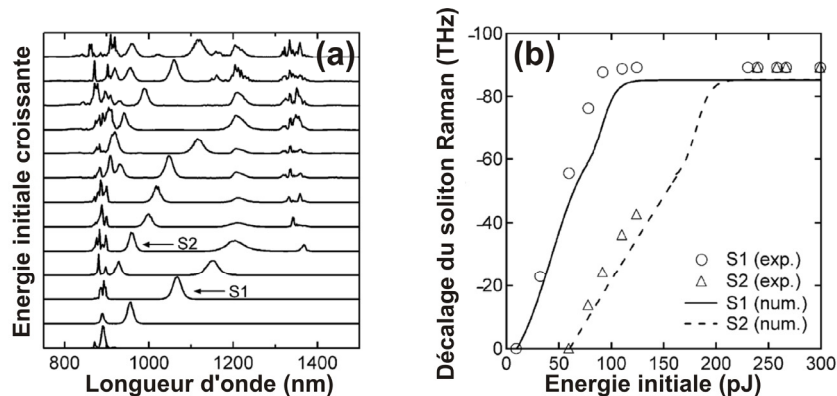 (a)
Energie initiale croissante
S2
S1
800
1000
1200
1400
Longueur d'onde (nm)
(b)
Décalage du soliton Raman (THz)
-100
-80
-60
-40
-20
0
S1 (exp.)
S2 (exp.)
S1 (num.)
S2 (num.)
0
50
100
150
200
250
300
Energie initiale (pJ)